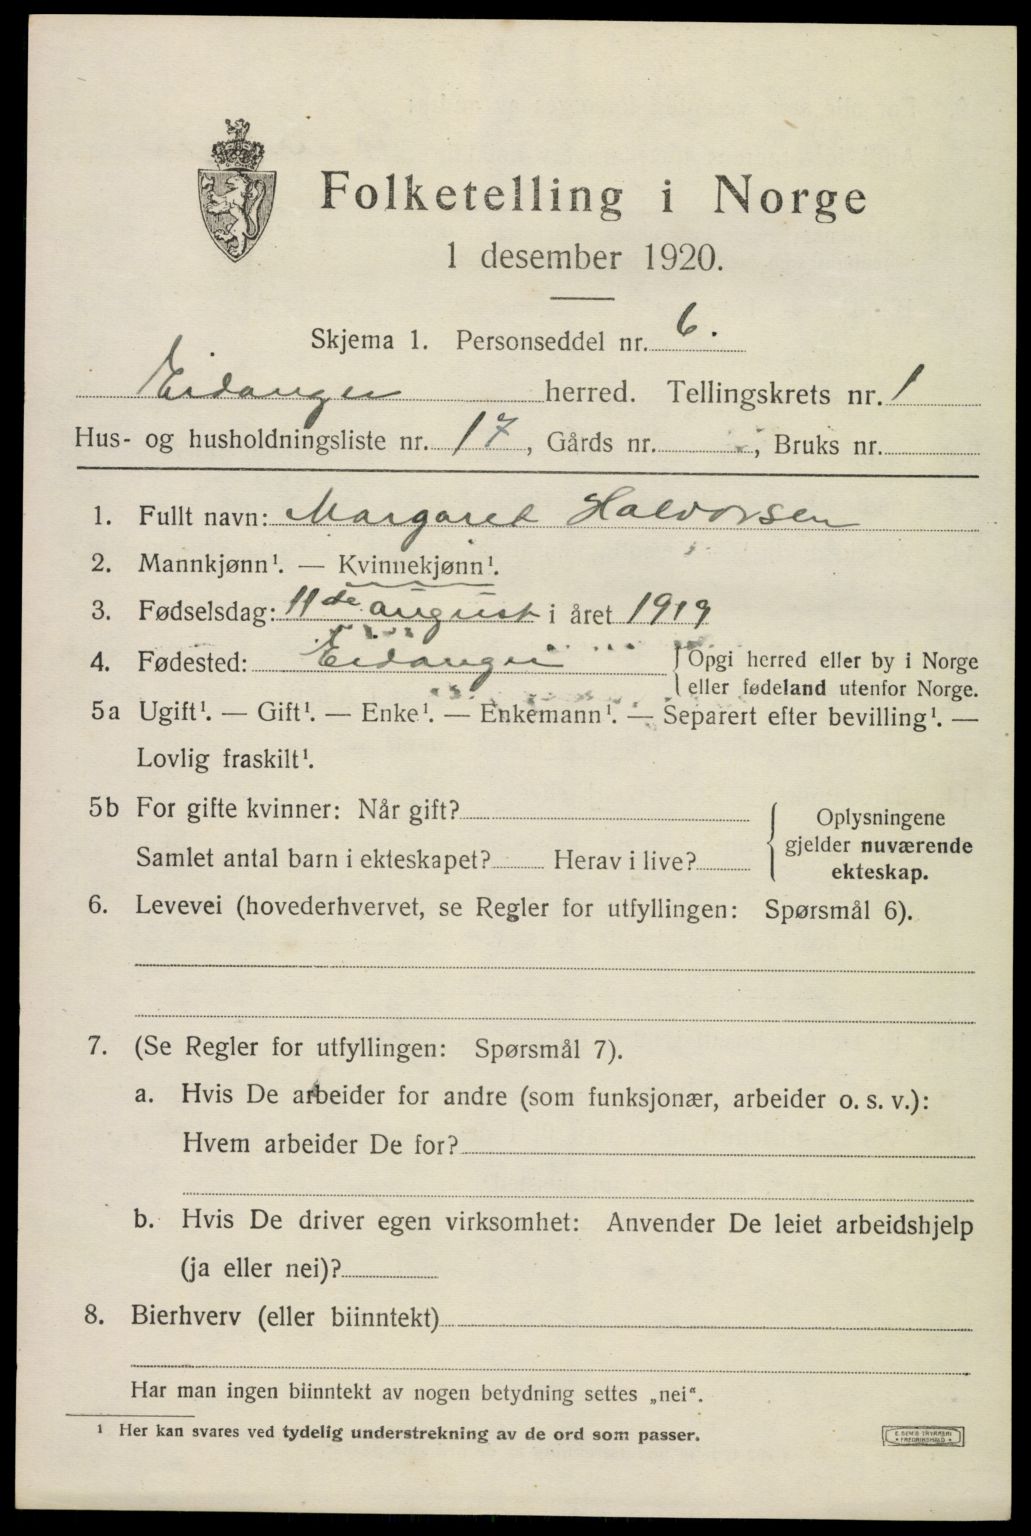 Folketelling i Norge
1 desember 1920.
Skjema 1. Personseddel nr. 6.
Eidanger herred. Tellingskrets nr. 1
Hus- og husholdningsliste nr. 17, Gårds nr. , Bruks nr.
1. Fullt navn: Margaret Halvorsen
2. Mannkjønn¹. — Kvinnekjønn¹.
3. Fødselsdag: 11de august i året 1919
4. Fødested: Eidanger { Opgi herred eller by i Norge
eller fødeland utenfor Norge.
5a Ugift¹. — Gift¹. — Enke¹. — Enkemann¹. — Separert efter bevilling¹. —
Lovlig fraskilt¹.
5b For gifte kvinner: Når gift?
Samlet antal barn i ekteskapet? Herav i live?
{ Oplysningene
gjelder nuværende
ekteskap.
6. Levevei (hovederhvervet, se Regler for utfyllingen: Spørsmål 6).
7. (Se Regler for utfyllingen: Spørsmål 7).
a. Hvis De arbeider for andre (som funksjonær, arbeider o. s. v.):
Hvem arbeider De for?
b. Hvis De driver egen virksomhet: Anvender De leiet arbeidshjelp
(ja eller nei)?
8. Bierhverv (eller biinntekt)
Har man ingen biinntekt av nogen betydning settes „nei“.
¹ Her kan svares ved tydelig understrekning av de ord som passer.
E. SEM'S TRYKKERI
FREDRIKSHALD